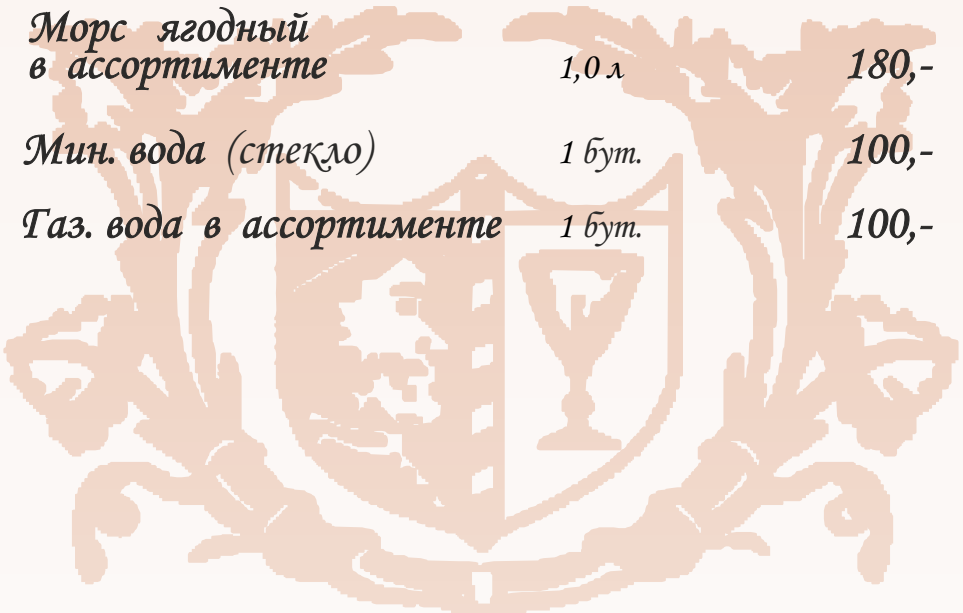 Морс ягодный
в ассортименте 1,0 л 180,-
Мин. вода (стекло) 1 бут. 100,-
Газ. вода в ассортименте 1 бут. 100,-